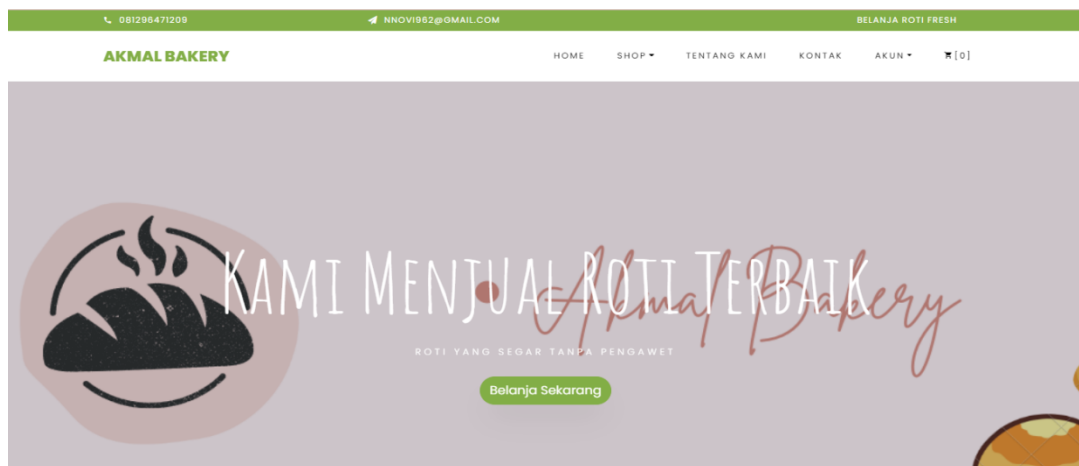 081296471209 NNOVI962@GMAIL.COM BELANJA ROTI FRESH
AKMAL BAKERY HOME SHOP TENTANG KAMI KONTAK AKUN [0]
KAMI MENJUAL ROTI TERBAIK
Akmal Bakery
ROTI YANG SEGAR TANPA PENGAWET
Belanja Sekarang